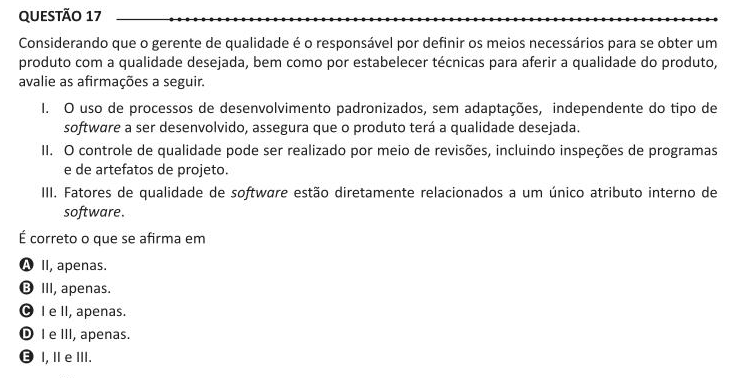 QUESTÃO 17
Considerando que o gerente de qualidade é o responsável por definir os meios necessários para se obter um
produto com a qualidade desejada, bem como por estabelecer técnicas para aferir a qualidade do produto,
avalie as afirmações a seguir.
I. O uso de processos de desenvolvimento padronizados, sem adaptações, independente do tipo de
software a ser desenvolvido, assegura que o produto terá a qualidade desejada.
II. O controle de qualidade pode ser realizado por meio de revisões, incluindo inspeções de programas
e de artefatos de projeto.
III. Fatores de qualidade de software estão diretamente relacionados a um único atributo interno de
software.
É correto o que se afirma em
A II, apenas.
B III, apenas.
C I e II, apenas.
D I e III, apenas.
E I, II e III.